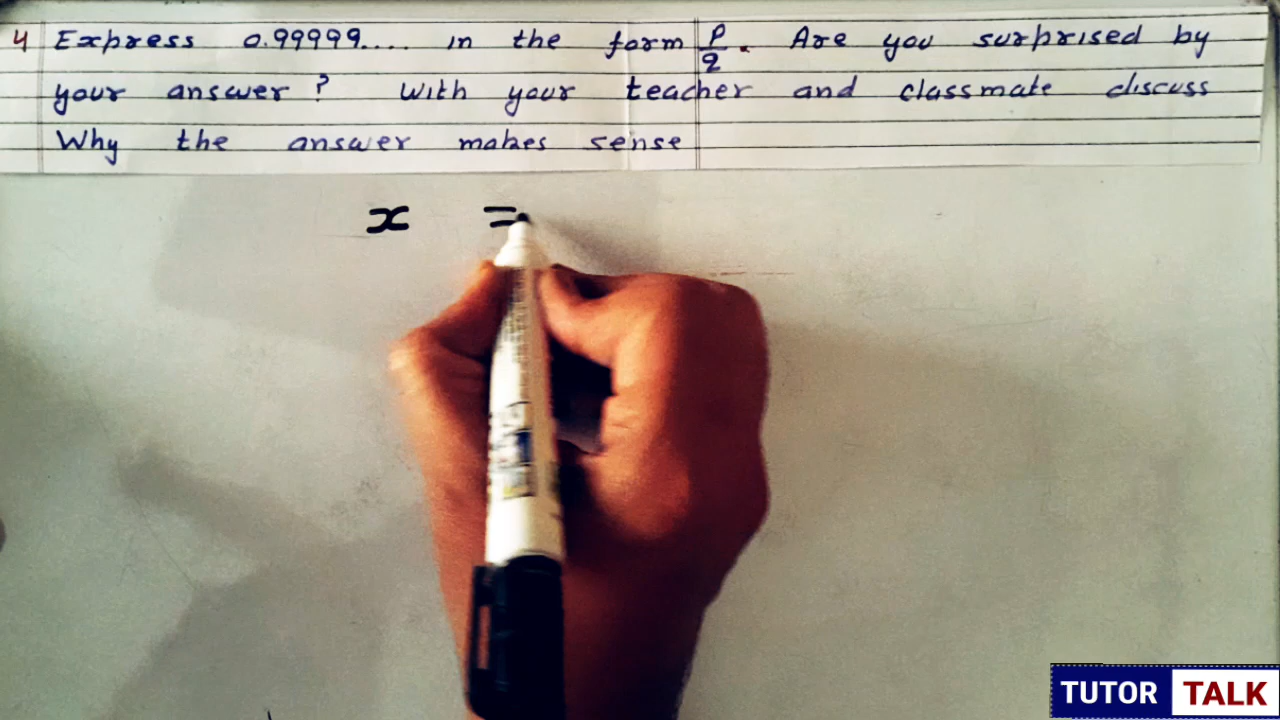 4 Express 0.99999.... in the form p/q. Are you surprised by
your answer? With your teacher and classmate discuss
Why the answer makes sense
x =
TUTOR TALK